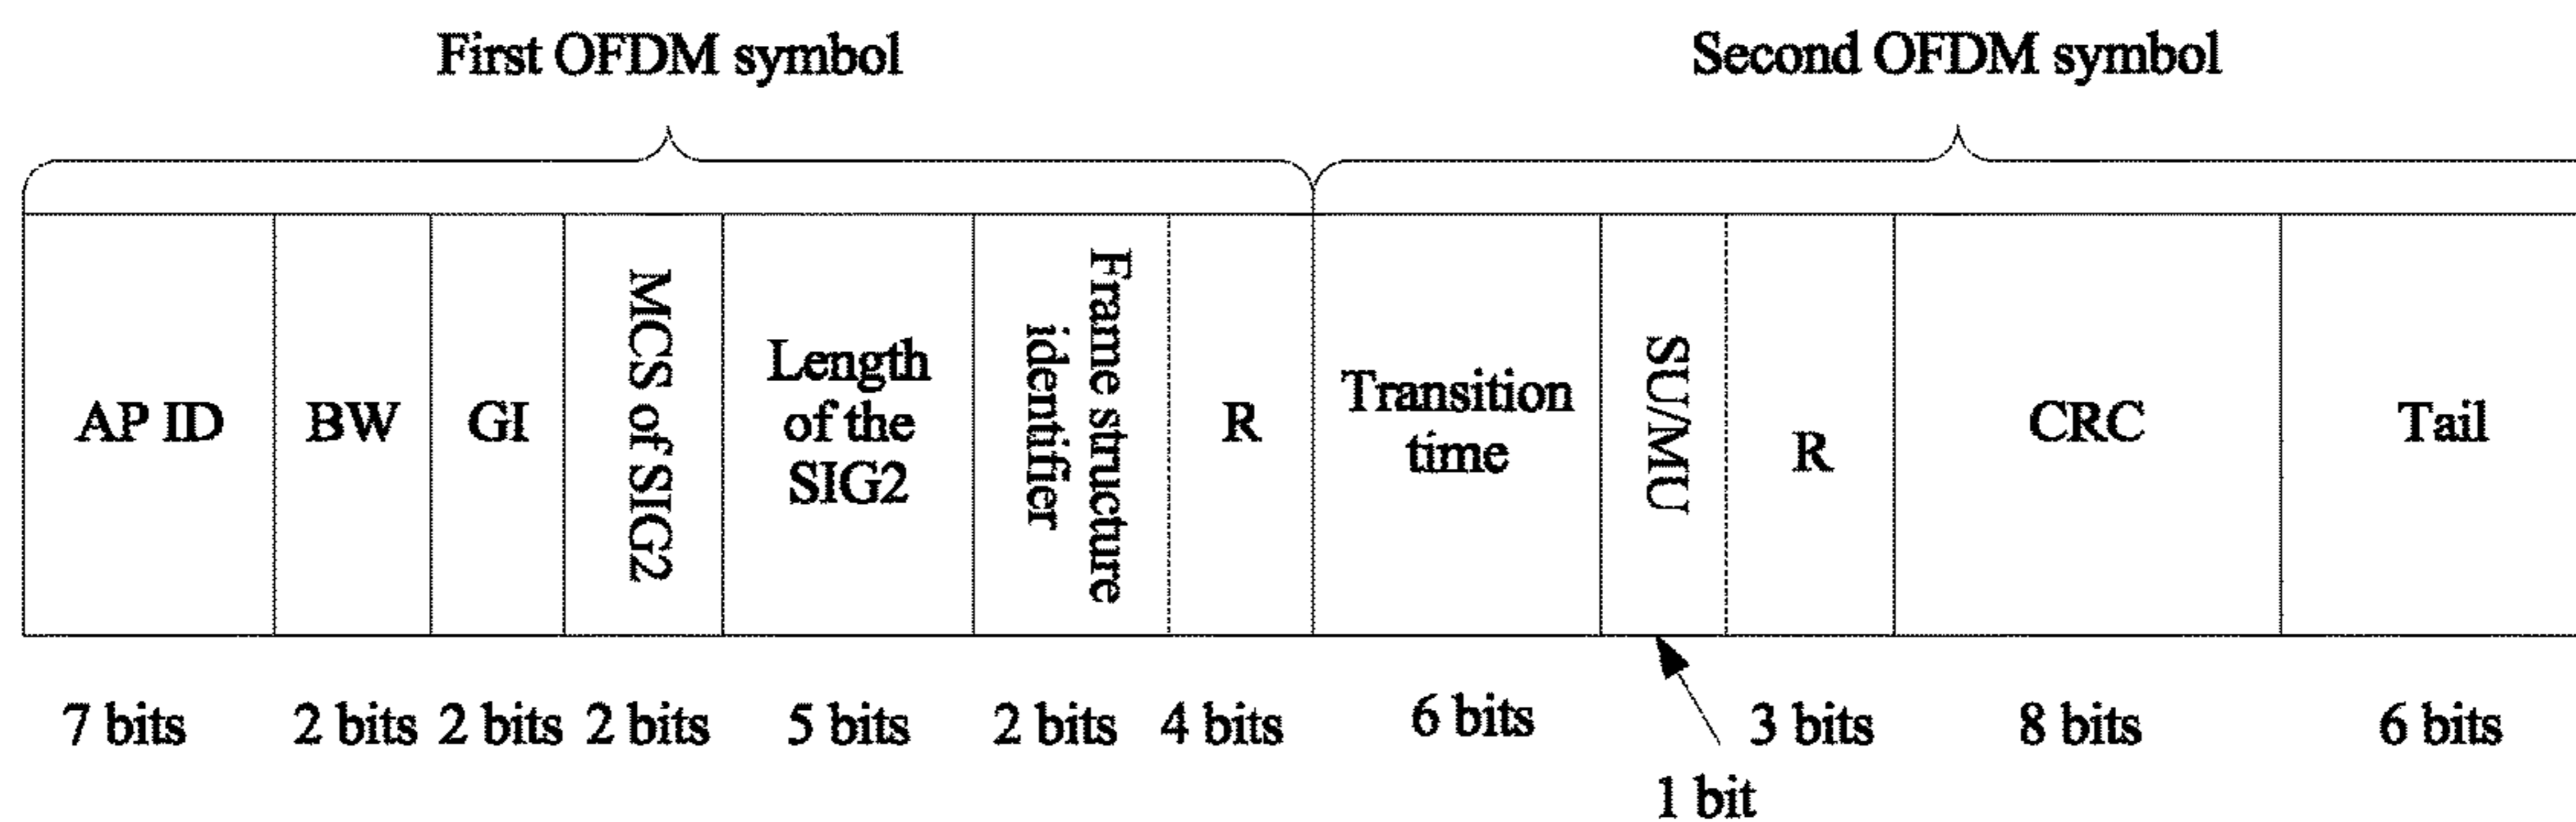 First OFDM symbol
Second OFDM symbol
AP ID
BW
GI
MCS of SIG2
Length
of the
SIG2
Frame structure
identifier
R
Transition
time
SU/MU
R
CRC
Tail
7 bits
2 bits
2 bits
2 bits
5 bits
2 bits
4 bits
6 bits
1 bit
3 bits
8 bits
6 bits